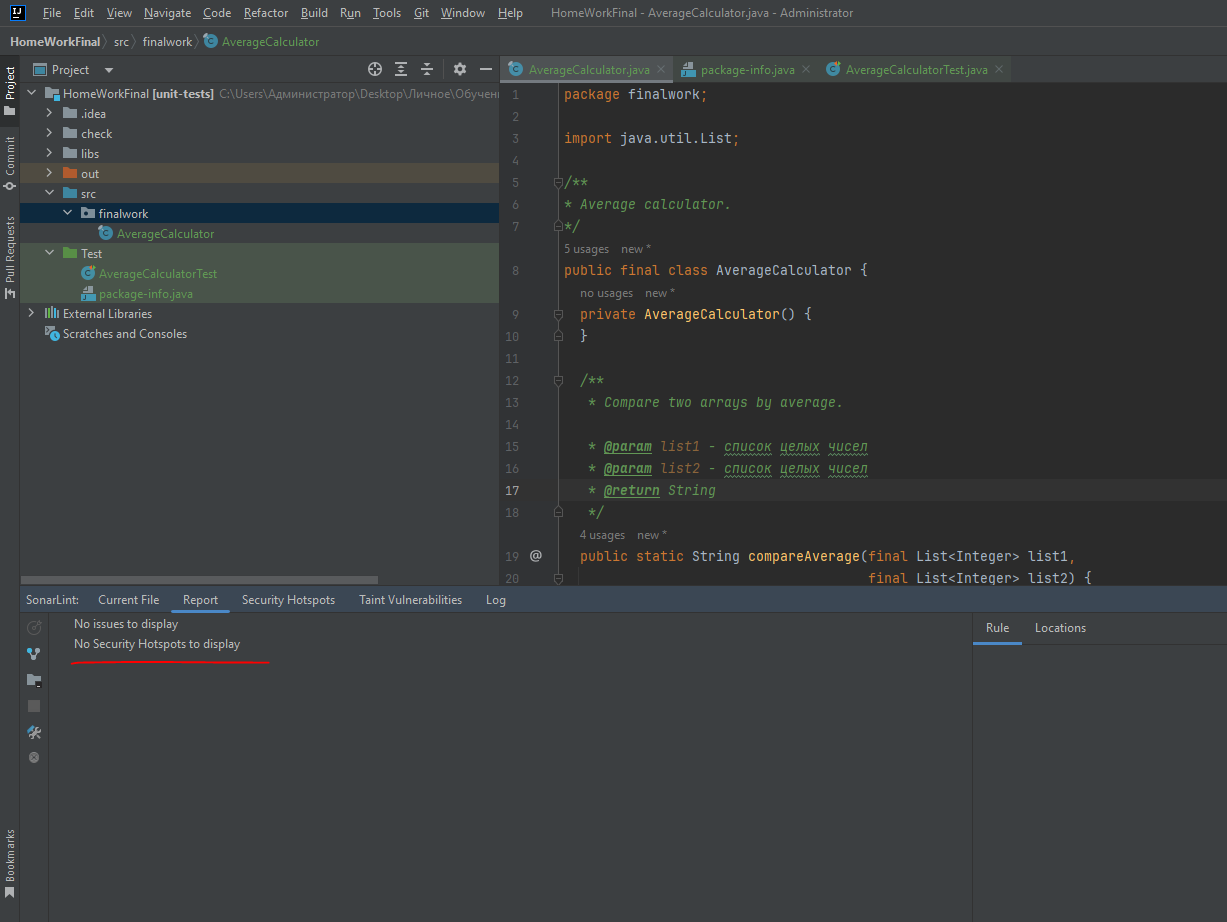 File Edit View Navigate Code Refactor Build Run Tools Git Window Help HomeWorkFinal - AverageCalculator.java - Administrator
HomeWorkFinal src finalwork AverageCalculator
Project
Commit
Pull Requests
Bookmarks
Project
HomeWorkFinal [unit-tests] C:\Users\Администратор\Desktop\Личное\Обучен
.idea
check
libs
out
src
finalwork
AverageCalculator
Test
AverageCalculatorTest
package-info.java
External Libraries
Scratches and Consoles
AverageCalculator.java package-info.java AverageCalculatorTest.java
1 package finalwork;
2
3 import java.util.List;
4
5 /**
6 * Average calculator.
7 */
5 usages new *
8 public final class AverageCalculator {
no usages new *
9 private AverageCalculator() {
10 }
11
12 /**
13 * Compare two arrays by average.
14
15 * @param list1 - список целых чисел
16 * @param list2 - список целых чисел
17 * @return String
18 */
4 usages new *
19 @ public static String compareAverage(final List<Integer> list1,
20 final List<Integer> list2) {
SonarLint: Current File Report Security Hotspots Taint Vulnerabilities Log
No issues to display
No Security Hotspots to display
Rule Locations